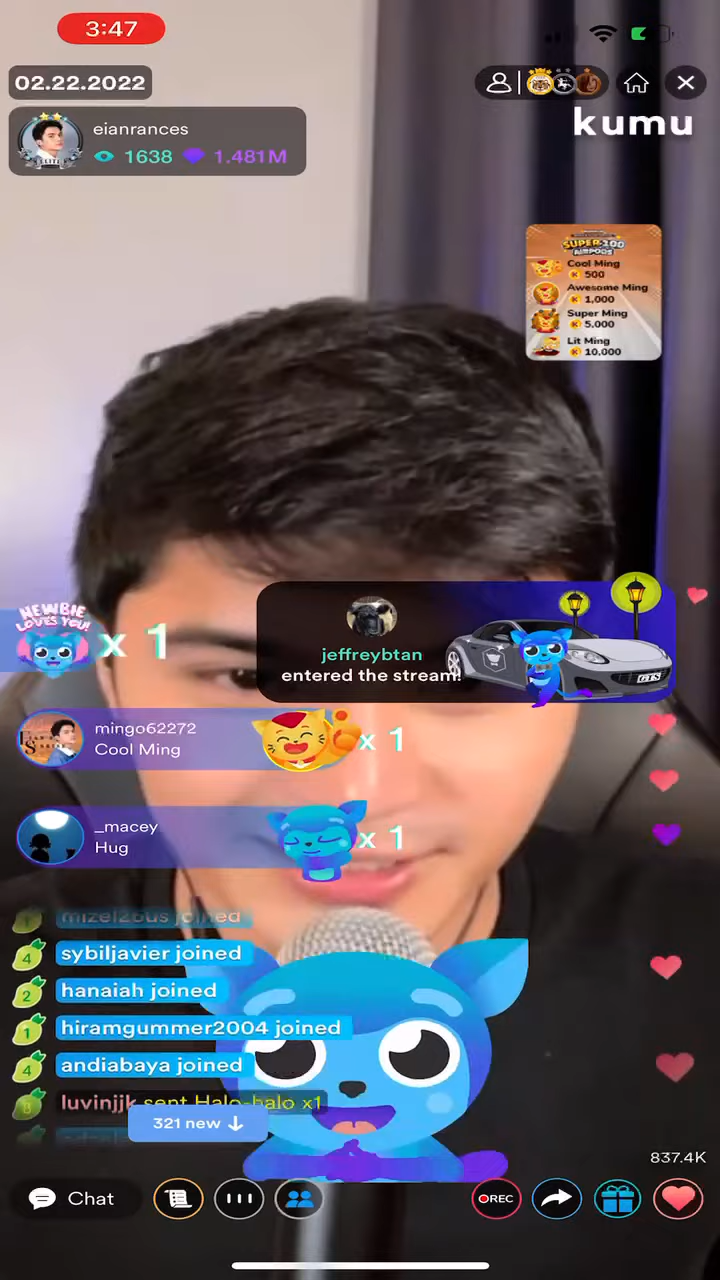 3:47
02.22.2022
kumu
eianrances
1638 1.481M
SUPER 200
Cool Ming
500
Awesome Ming
1,000
Super Ming
5,000
Lit Ming
10,000
NEWBIE
LOVES YOU!
x 1
jeffreybtan
entered the stream!
GTS
mingo62272
Cool Ming
x 1
_macey
Hug
x 1
joined
4 sybiljavier joined
2 hanaiah joined
1 hiramgummer2004 joined
4 andiabaya joined
luvinjjk sent Halo-halo x1
321 new
837.4K
Chat
REC